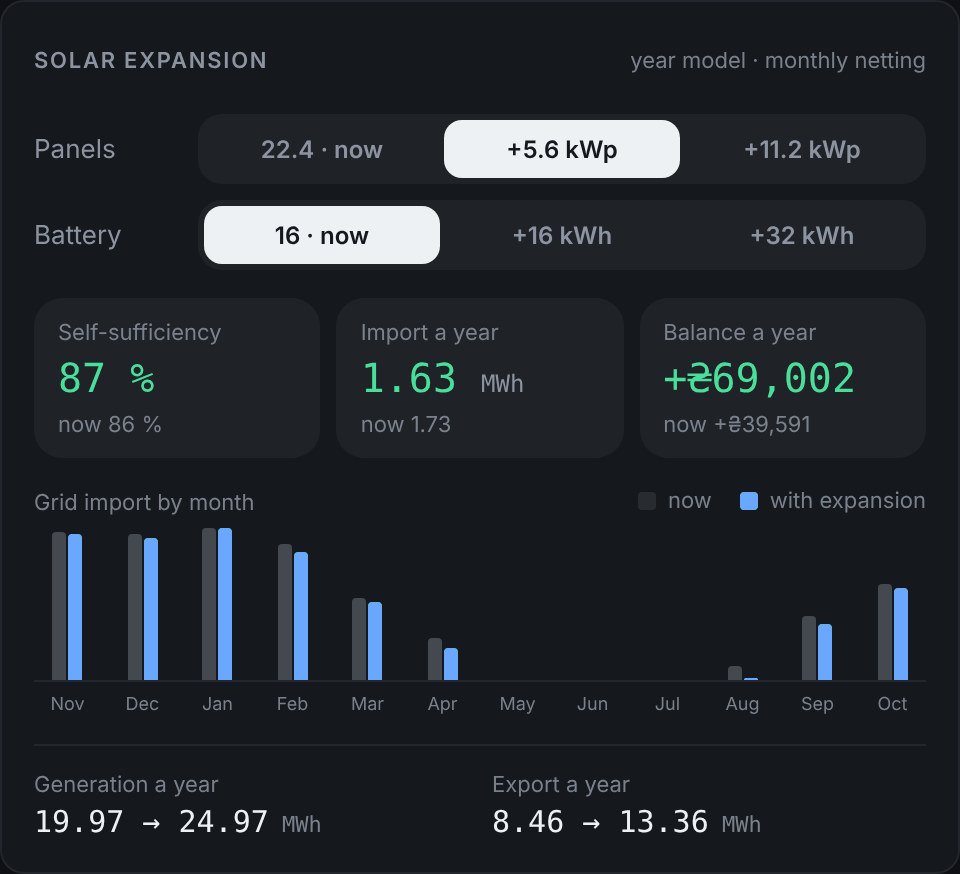 SOLAR EXPANSION
year model · monthly netting
Panels
22.4 · now
+5.6 kWp
+11.2 kWp
Battery
16 · now
+16 kWh
+32 kWh
Self-sufficiency
87 %
now 86 %
Import a year
1.63 MWh
now 1.73
Balance a year
+₴69,002
now +₴39,591
Grid import by month
now
with expansion
Nov Dec Jan Feb Mar Apr May Jun Jul Aug Sep Oct
Generation a year
19.97 → 24.97 MWh
Export a year
8.46 → 13.36 MWh